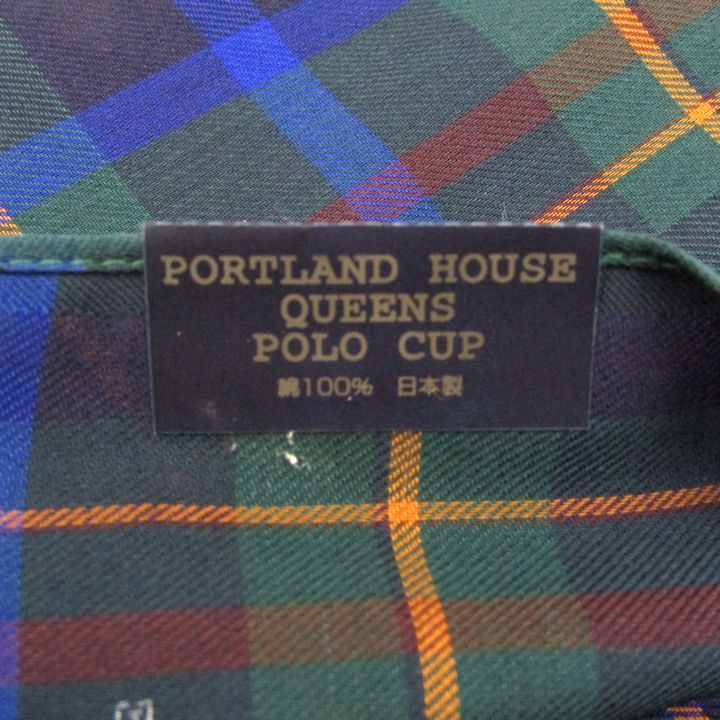 PORTLAND HOUSE
QUEENS
POLO CUP
綿100% 日本製